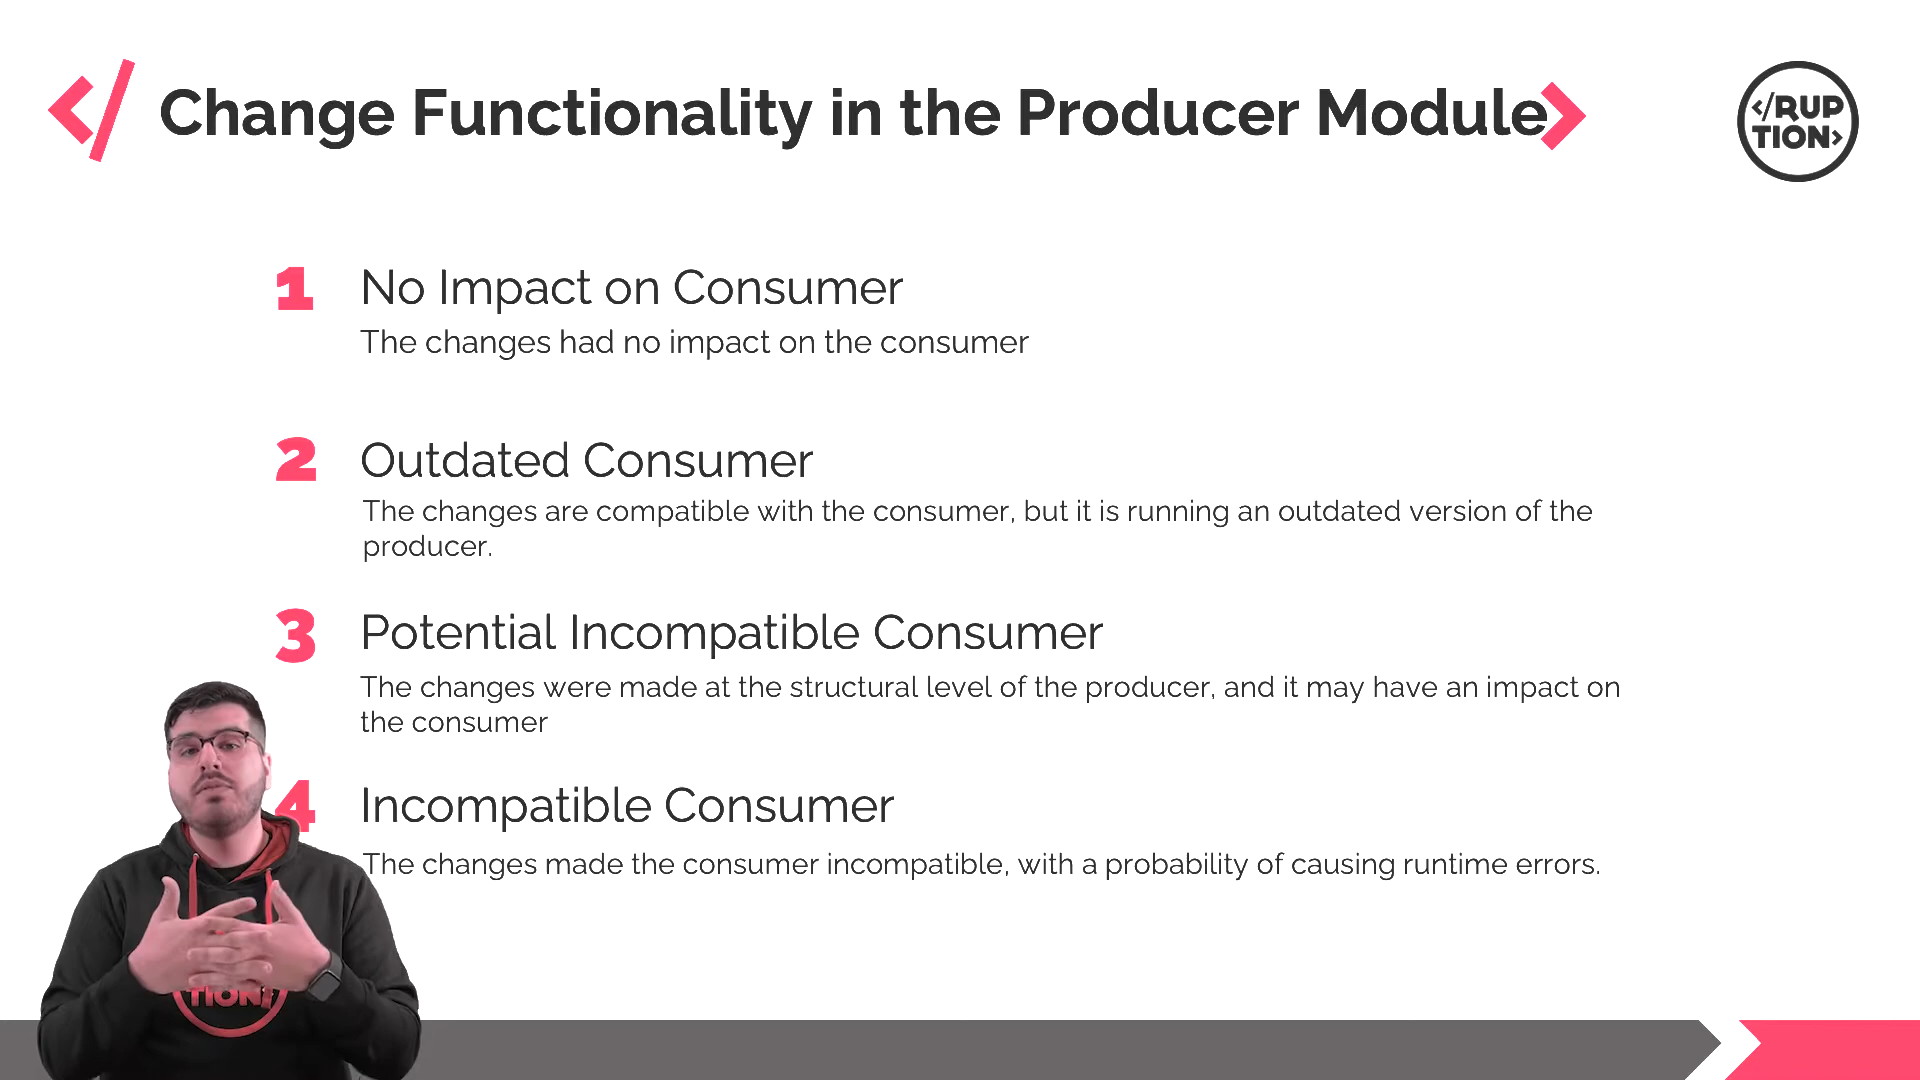 </ Change Functionality in the Producer Module>
</RUP
TION>
1 No Impact on Consumer
The changes had no impact on the consumer
2 Outdated Consumer
The changes are compatible with the consumer, but it is running an outdated version of the
producer.
3 Potential Incompatible Consumer
The changes were made at the structural level of the producer, and it may have an impact on
the consumer
4 Incompatible Consumer
The changes made the consumer incompatible, with a probability of causing runtime errors.
TION